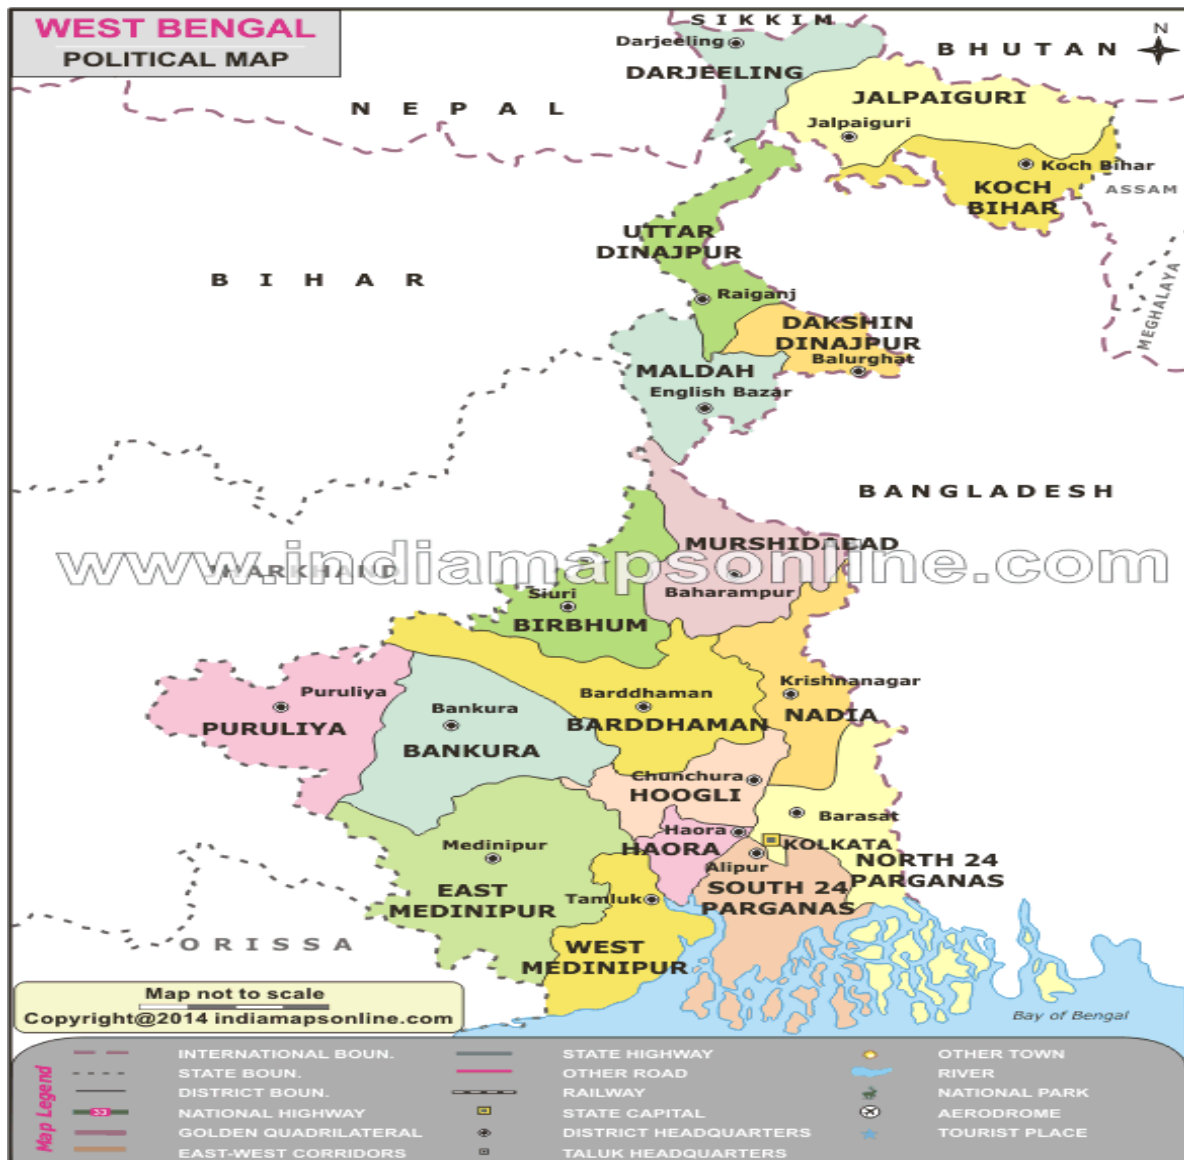 WEST BENGAL
POLITICAL MAP
SIKKIM
N
Darjeeling
BHUTAN
DARJEELING
JALPAIGURI
NEPAL
Jalpaiguri
Koch Bihar
KOCH
BIHAR
ASSAM
UTTAR
DINAJPUR
BIHAR
MEGHALAYA
Raiganj
DAKSHIN
DINAJPUR
Balurghat
MALDAH
English Bazar
BANGLADESH
MURSHIDABAD
www.indiamapsonline.com
JHARKHAND
Baharampur
Siuri
BIRBHUM
Puruliya
PURULIYA
Krishnanagar
Barddhaman
Bankura
NADIA
BARDDHAMAN
BANKURA
Chunchura
HOOGLI
Barasat
Haora
HAORA
KOLKATA
Medinipur
Alipur
NORTH 24
PARGANAS
EAST
MEDINIPUR
SOUTH 24
PARGANAS
Tamluk
ORISSA
WEST
MEDINIPUR
Map not to scale
Copyright@2014 indiamapsonline.com
Bay of Bengal
Map Legend
INTERNATIONAL BOUN.
STATE BOUN.
DISTRICT BOUN.
33
NATIONAL HIGHWAY
GOLDEN QUADRILATERAL
EAST-WEST CORRIDORS
STATE HIGHWAY
OTHER ROAD
RAILWAY
STATE CAPITAL
DISTRICT HEADQUARTERS
TALUK HEADQUARTERS
OTHER TOWN
RIVER
NATIONAL PARK
AERODROME
TOURIST PLACE